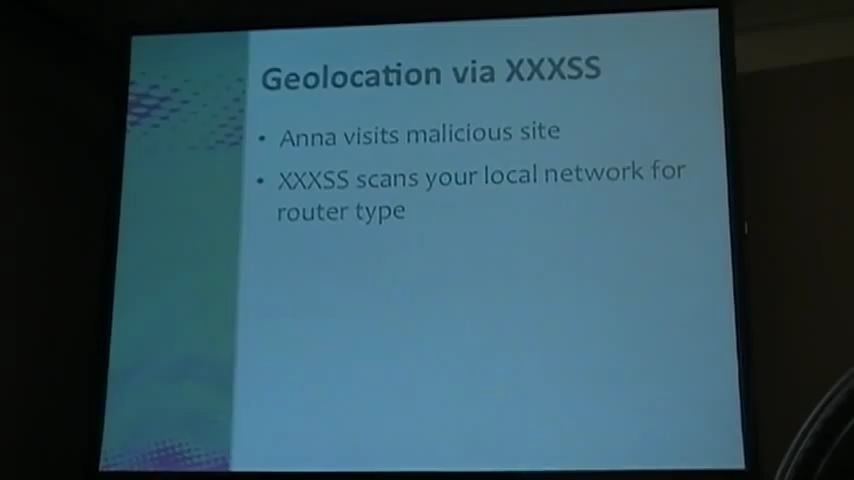 Geolocation via XXXSS
• Anna visits malicious site
• XXXSS scans your local network for
router type